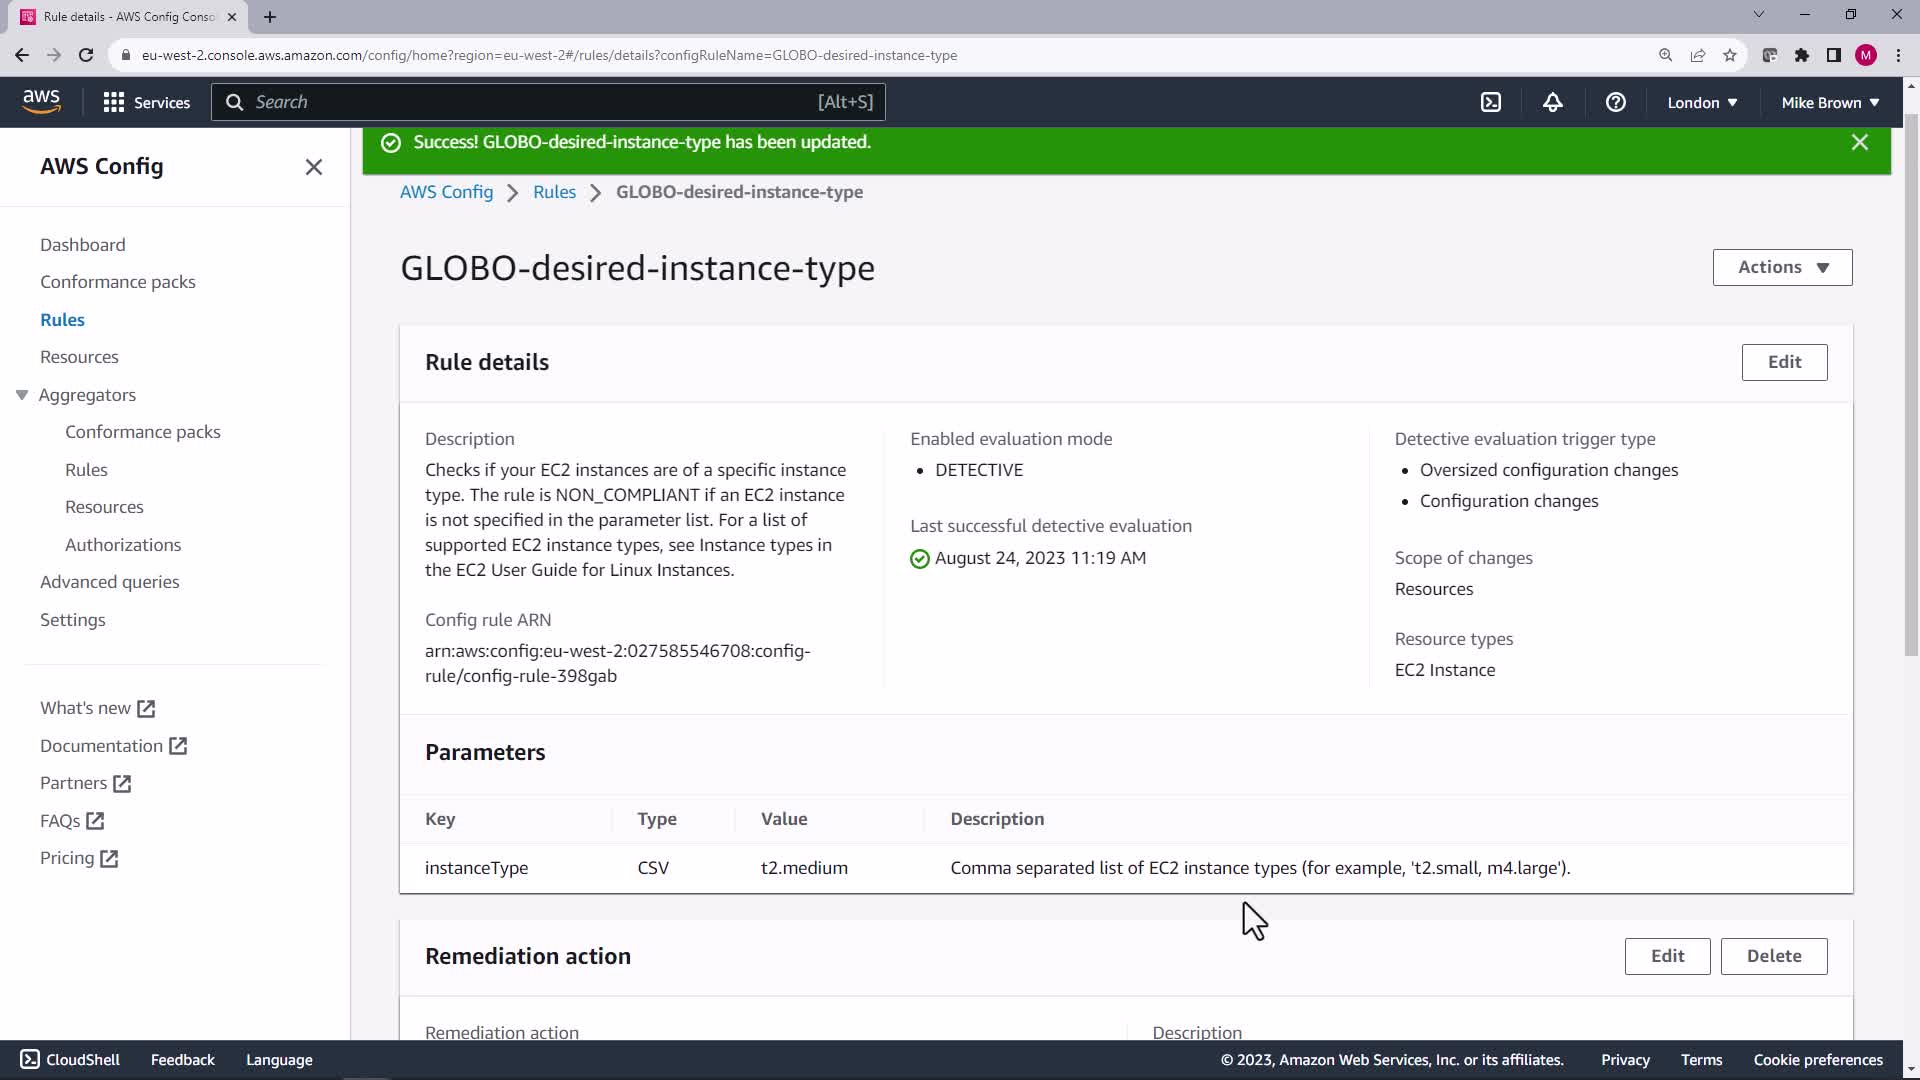 Rule details - AWS Config Conso
eu-west-2.console.aws.amazon.com/config/home?region=eu-west-2#/rules/details?configRuleName=GLOBO-desired-instance-type
M
aws
Services
Search
[Alt+S]
London
Mike Brown
AWS Config
Dashboard
Conformance packs
Rules
Resources
Aggregators
Conformance packs
Rules
Resources
Authorizations
Advanced queries
Settings
What's new
Documentation
Partners
FAQs
Pricing
Success! GLOBO-desired-instance-type has been updated.
AWS Config > Rules > GLOBO-desired-instance-type
GLOBO-desired-instance-type
Actions
Rule details
Edit
Description
Checks if your EC2 instances are of a specific instance
type. The rule is NON_COMPLIANT if an EC2 instance
is not specified in the parameter list. For a list of
supported EC2 instance types, see Instance types in
the EC2 User Guide for Linux Instances.
Config rule ARN
arn:aws:config:eu-west-2:027585546708:config-
rule/config-rule-398gab
Enabled evaluation mode
• DETECTIVE
Last successful detective evaluation
August 24, 2023 11:19 AM
Detective evaluation trigger type
• Oversized configuration changes
• Configuration changes
Scope of changes
Resources
Resource types
EC2 Instance
Parameters
Key Type Value Description
instanceType CSV t2.medium Comma separated list of EC2 instance types (for example, 't2.small, m4.large').
Remediation action
Edit
Delete
Remediation action
Description
CloudShell
Feedback
Language
© 2023, Amazon Web Services, Inc. or its affiliates.
Privacy
Terms
Cookie preferences